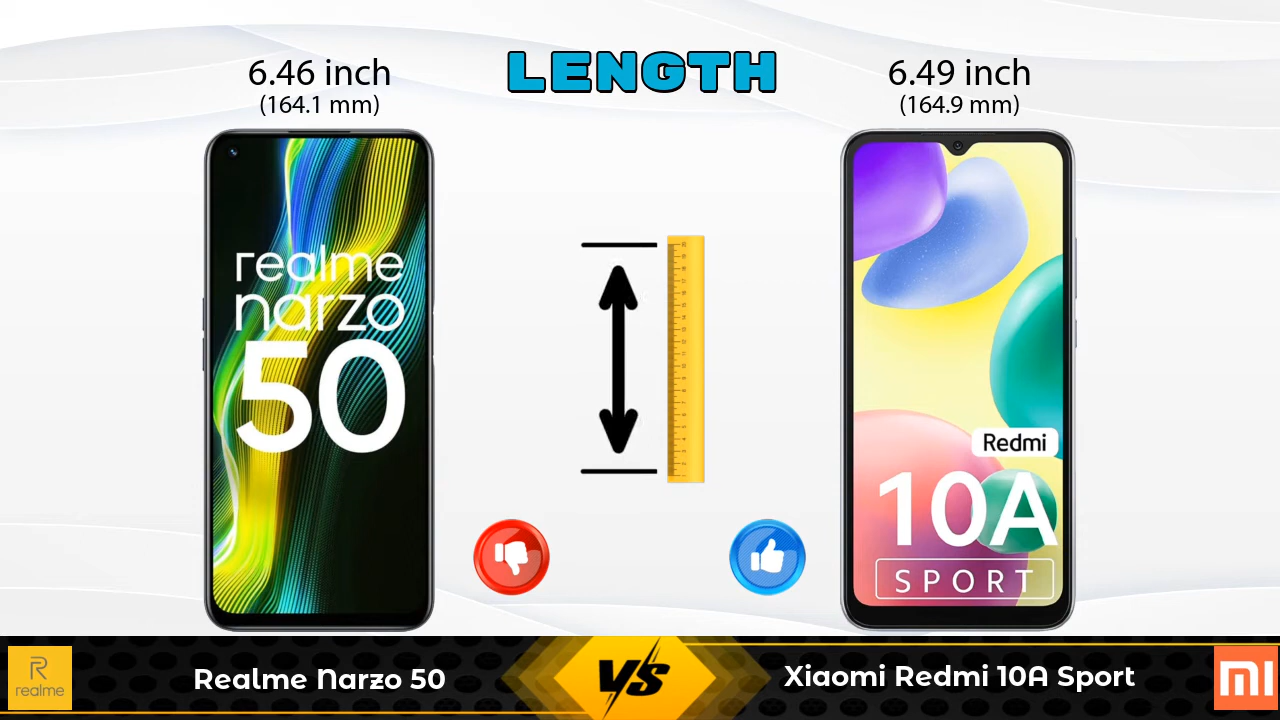 LENGTH
6.46 inch
(164.1 mm)
6.49 inch
(164.9 mm)
realme
narzo
50
Redmi
10A
SPORT
R
realme
Realme Narzo 50
VS
Xiaomi Redmi 10A Sport
MI